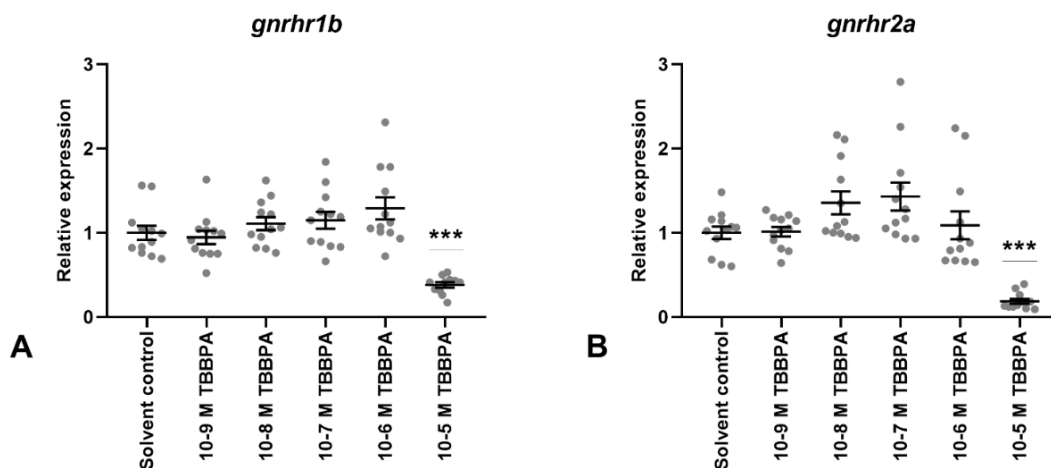 gnrhr1b
Relative expression
3
2
1
0
***
Solvent control
10-9 M TBBPA
10-8 M TBBPA
10-7 M TBBPA
10-6 M TBBPA
10-5 M TBBPA
A
gnrhr2a
Relative expression
3
2
1
0
***
Solvent control
10-9 M TBBPA
10-8 M TBBPA
10-7 M TBBPA
10-6 M TBBPA
10-5 M TBBPA
B